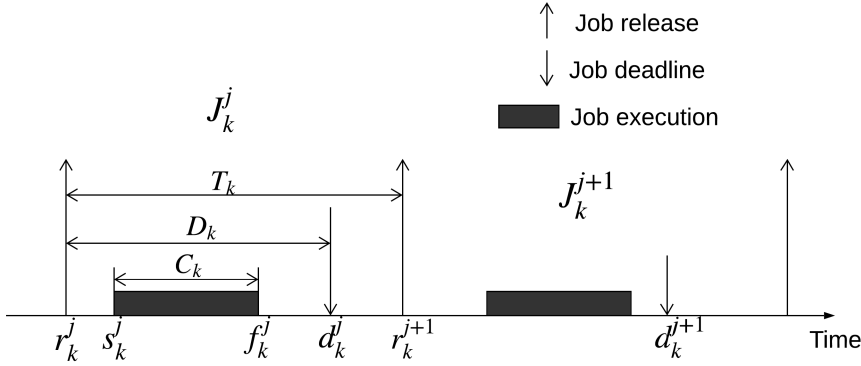 Job release
Job deadline
Job execution
J_k^j
J_k^{j+1}
T_k
D_k
C_k
r_k^j s_k^j f_k^j d_k^j r_k^{j+1} d_k^{j+1}
Time